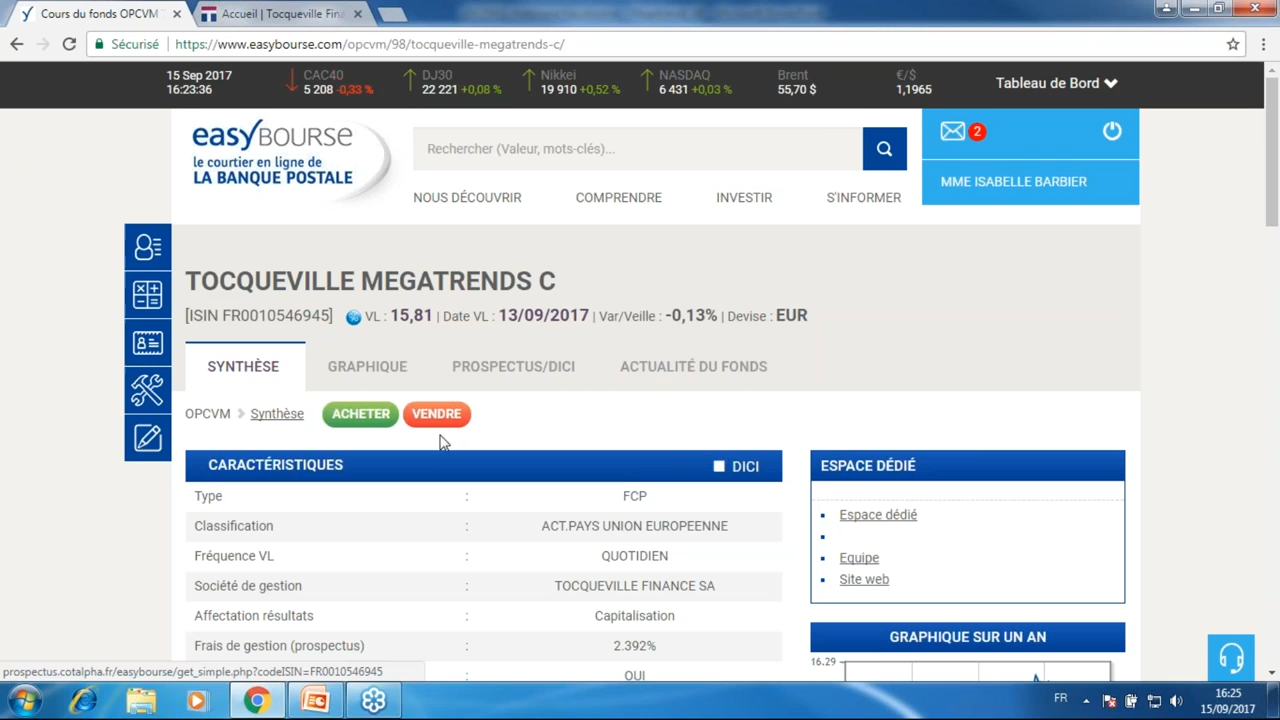 Cours du fonds OPCVM T
Accueil | Tocqueville Fina
Sécurisé | https://www.easybourse.com/opcvm/98/tocqueville-megatrends-c/
15 Sep 2017
16:23:36
CAC40
5 208 -0,33 %
DJ30
22 221 +0,08 %
Nikkei
19 910 +0,52 %
NASDAQ
6 431 +0,03 %
Brent
55,70 $
€/$
1,1965
Tableau de Bord
easyBOURSE
le courtier en ligne de
LA BANQUE POSTALE
Rechercher (Valeur, mots-clés)...
2
MME ISABELLE BARBIER
NOUS DÉCOUVRIR COMPRENDRE INVESTIR S'INFORMER
TOCQUEVILLE MEGATRENDS C
[ISIN FR0010546945] VL : 15,81 | Date VL : 13/09/2017 | Var/Veille : -0,13% | Devise : EUR
SYNTHÈSE GRAPHIQUE PROSPECTUS/DICI ACTUALITÉ DU FONDS
OPCVM Synthèse ACHETER VENDRE
CARACTÉRISTIQUES DICI
Type : FCP
Classification : ACT.PAYS UNION EUROPEENNE
Fréquence VL : QUOTIDIEN
Société de gestion : TOCQUEVILLE FINANCE SA
Affectation résultats : Capitalisation
Frais de gestion (prospectus) : 2.392%
: OUI
ESPACE DÉDIÉ
Espace dédié
Equipe
Site web
GRAPHIQUE SUR UN AN
16.29
prospectus.cotalpha.fr/easybourse/get_simple.php?codeISIN=FR0010546945
FR
16:25
15/09/2017